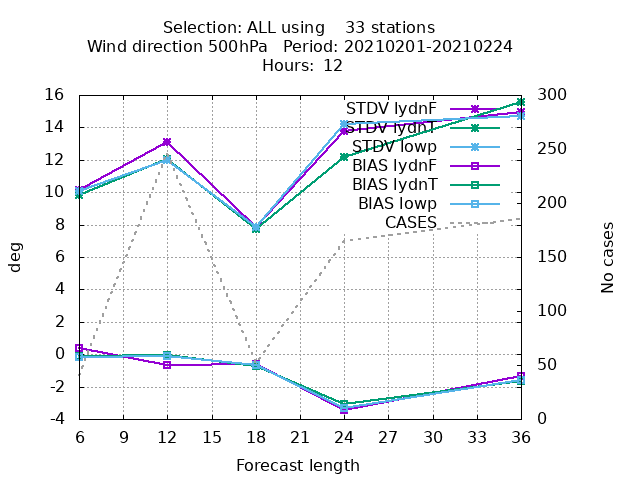 Selection: ALL using    33 stations
Wind direction 500hPa   Period: 20210201-20210224
Hours:  12
16
14
12
10
8
6
4
2
0
-2
-4
deg
300
250
200
150
100
50
0
No cases
STDV lydnF
STDV lydnT
STDV lowp
BIAS lydnF
BIAS lydnT
BIAS lowp
CASES
6 9 12 15 18 21 24 27 30 33 36
Forecast length